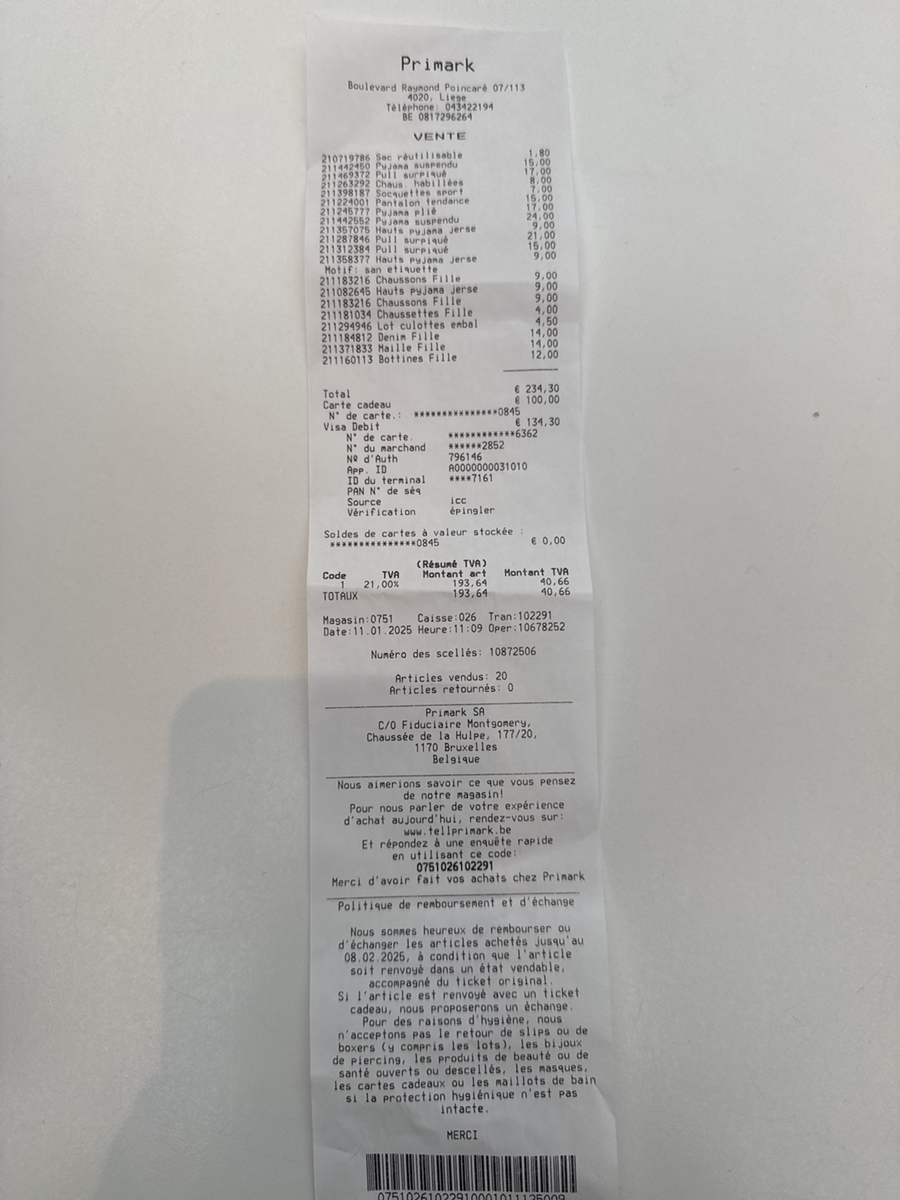 Primark
Boulevard Raymond Poincaré 07/113
4020, Liege
Téléphone: 043422194
BE 0817296264
VENTE
210719786 Sac réutilisable 1,80
211442450 Pyjama suspendu 15,00
211469372 Pull surpiqué 17,00
211263292 Chaus. habillées 8,00
211398187 Socquettes sport 7,00
211224001 Pantalon tendance 15,00
211245777 Pyjama plié 17,00
211442552 Pyjama suspendu 24,00
211357075 Hauts pyjama jerse 9,00
211287846 Pull surpiqué 21,00
211312384 Pull surpiqué 15,00
211358377 Hauts pyjama jerse 9,00
Motif: san etiquette
211183216 Chaussons Fille 9,00
211082645 Hauts pyjama jerse 9,00
211183216 Chaussons Fille 9,00
211181034 Chaussettes Fille 4,00
211294946 Lot culottes embal 4,50
211184812 Denim Fille 14,00
211371833 Maille Fille 14,00
211160113 Bottines Fille 12,00
Total € 234,30
Carte cadeau € 100,00
N° de carte.: ***************0845
Visa Debit € 134,30
N° de carte. ************6362
N° du marchand ******2852
Nº d'Auth 796146
App. ID A0000000031010
ID du terminal ****7161
PAN N° de séq
Source icc
Vérification épingler
Soldes de cartes à valeur stockée :
***************0845 € 0,00
(Résumé TVA)
Code TVA Montant art Montant TVA
1 21,00% 193,64 40,66
TOTAUX 193,64 40,66
Magasin:0751 Caisse:026 Tran:102291
Date:11.01.2025 Heure:11:09 Oper:10678252
Numéro des scellés: 10872506
Articles vendus: 20
Articles retournés: 0
Primark SA
C/O Fiduciaire Montgomery,
Chaussée de la Hulpe, 177/20,
1170 Bruxelles
Belgique
Nous aimerions savoir ce que vous pensez
de notre magasin!
Pour nous parler de votre expérience
d'achat aujourd'hui, rendez-vous sur:
www.tellprimark.be
Et répondez à une enquête rapide
en utilisant ce code:
0751026102291
Merci d'avoir fait vos achats chez Primark
Politique de remboursement et d'échange
Nous sommes heureux de rembourser ou
d'échanger les articles achetés jusqu'au
08.02.2025, à condition que l'article
soit renvoyé dans un état vendable,
accompagné du ticket original.
Si l'article est renvoyé avec un ticket
cadeau, nous proposerons un échange.
Pour des raisons d'hygiène, nous
n'acceptons pas le retour de slips ou de
boxers (y compris les lots), les bijoux
de piercing, les produits de beauté ou de
santé ouverts ou descellés, les masques,
les cartes cadeaux ou les maillots de bain
si la protection hygiénique n'est pas
intacte.
MERCI